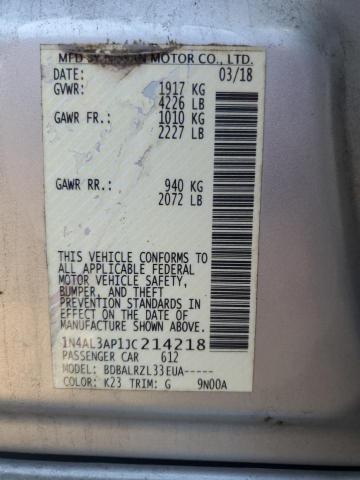 MFD BY NISSAN MOTOR CO., LTD.
DATE: 03/18
GVWR: 1917 KG
4226 LB
GAWR FR.: 1010 KG
2227 LB
GAWR RR.: 940 KG
2072 LB
THIS VEHICLE CONFORMS TO
ALL APPLICABLE FEDERAL
MOTOR VEHICLE SAFETY,
BUMPER, AND THEFT
PREVENTION STANDARDS IN
EFFECT ON THE DATE OF
MANUFACTURE SHOWN ABOVE.
1N4AL3AP1JC214218
PASSENGER CAR 612
MODEL: BDBALRZL33EUA-----
COLOR: K23 TRIM: G 9N00A